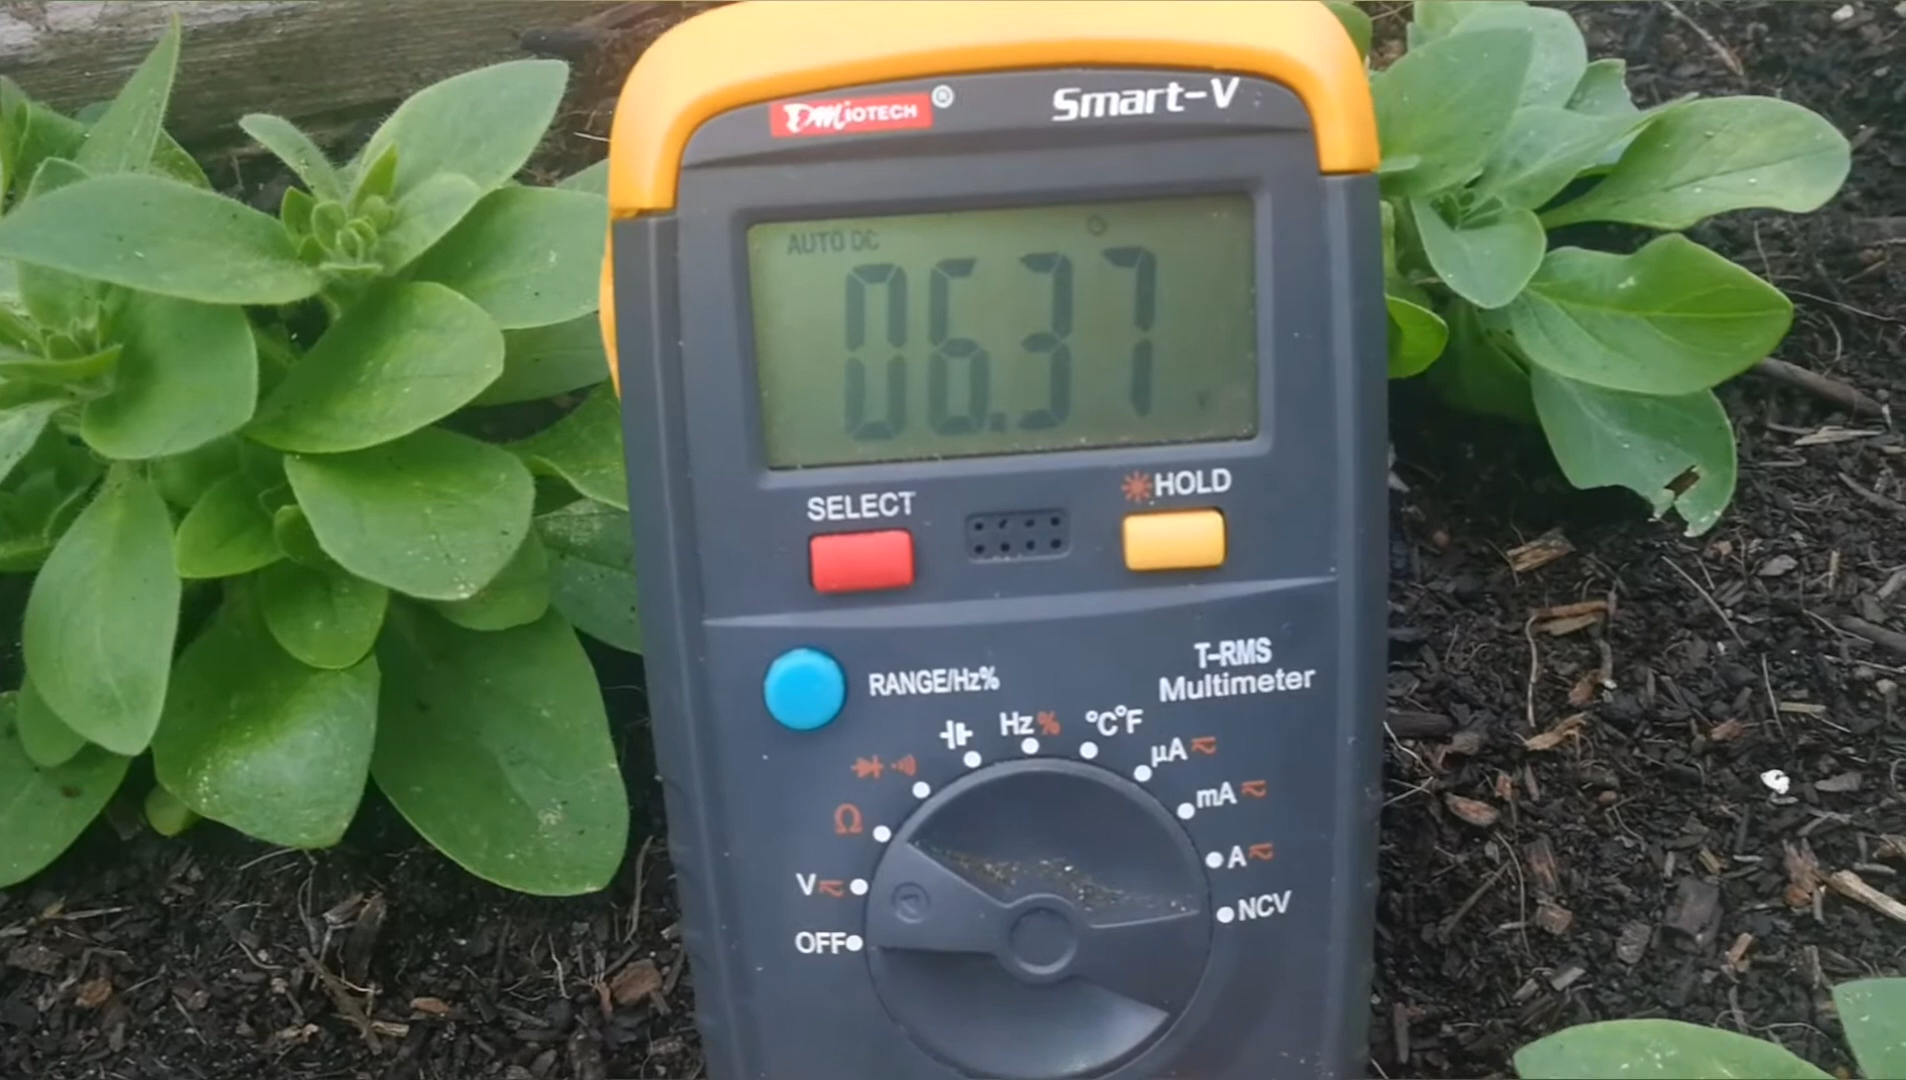 DMiOTECH ®
Smart-V
AUTO DC
06.37
V
SELECT
HOLD
RANGE/Hz%
T-RMS
Multimeter
Hz %
°C°F
µA
mA
A
NCV
Ω
V
OFF